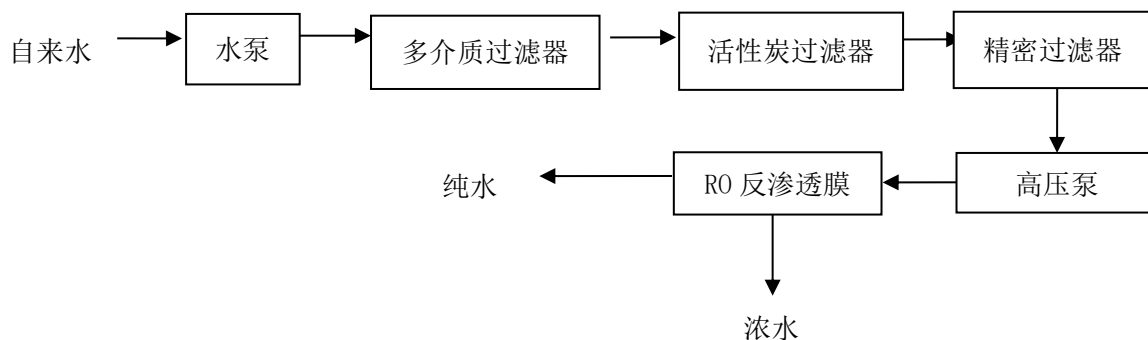 自来水
水泵
多介质过滤器
活性炭过滤器
精密过滤器
高压泵
RO 反渗透膜
纯水
浓水